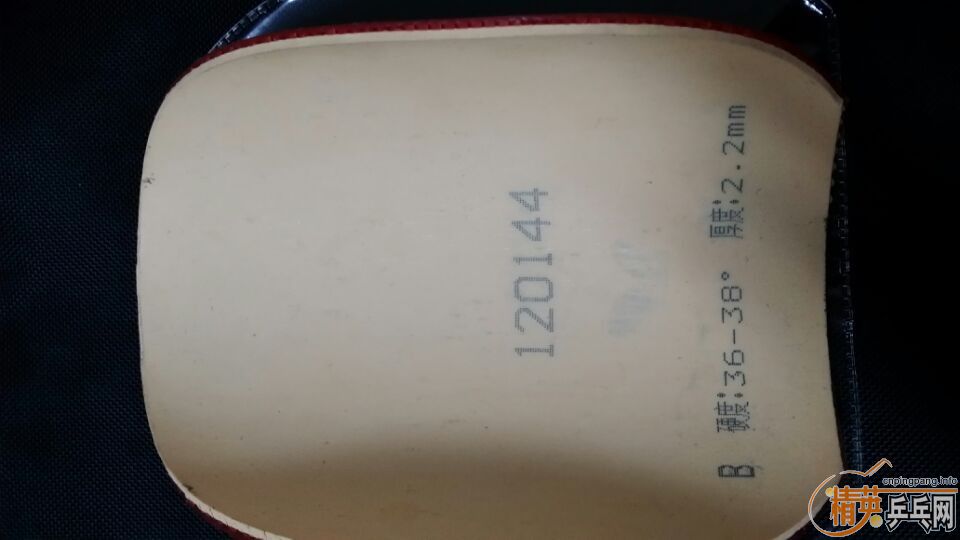 120144
B 硬度:36-38° 厚度:2.2mm
cnpingpang.info
精英乒乓网